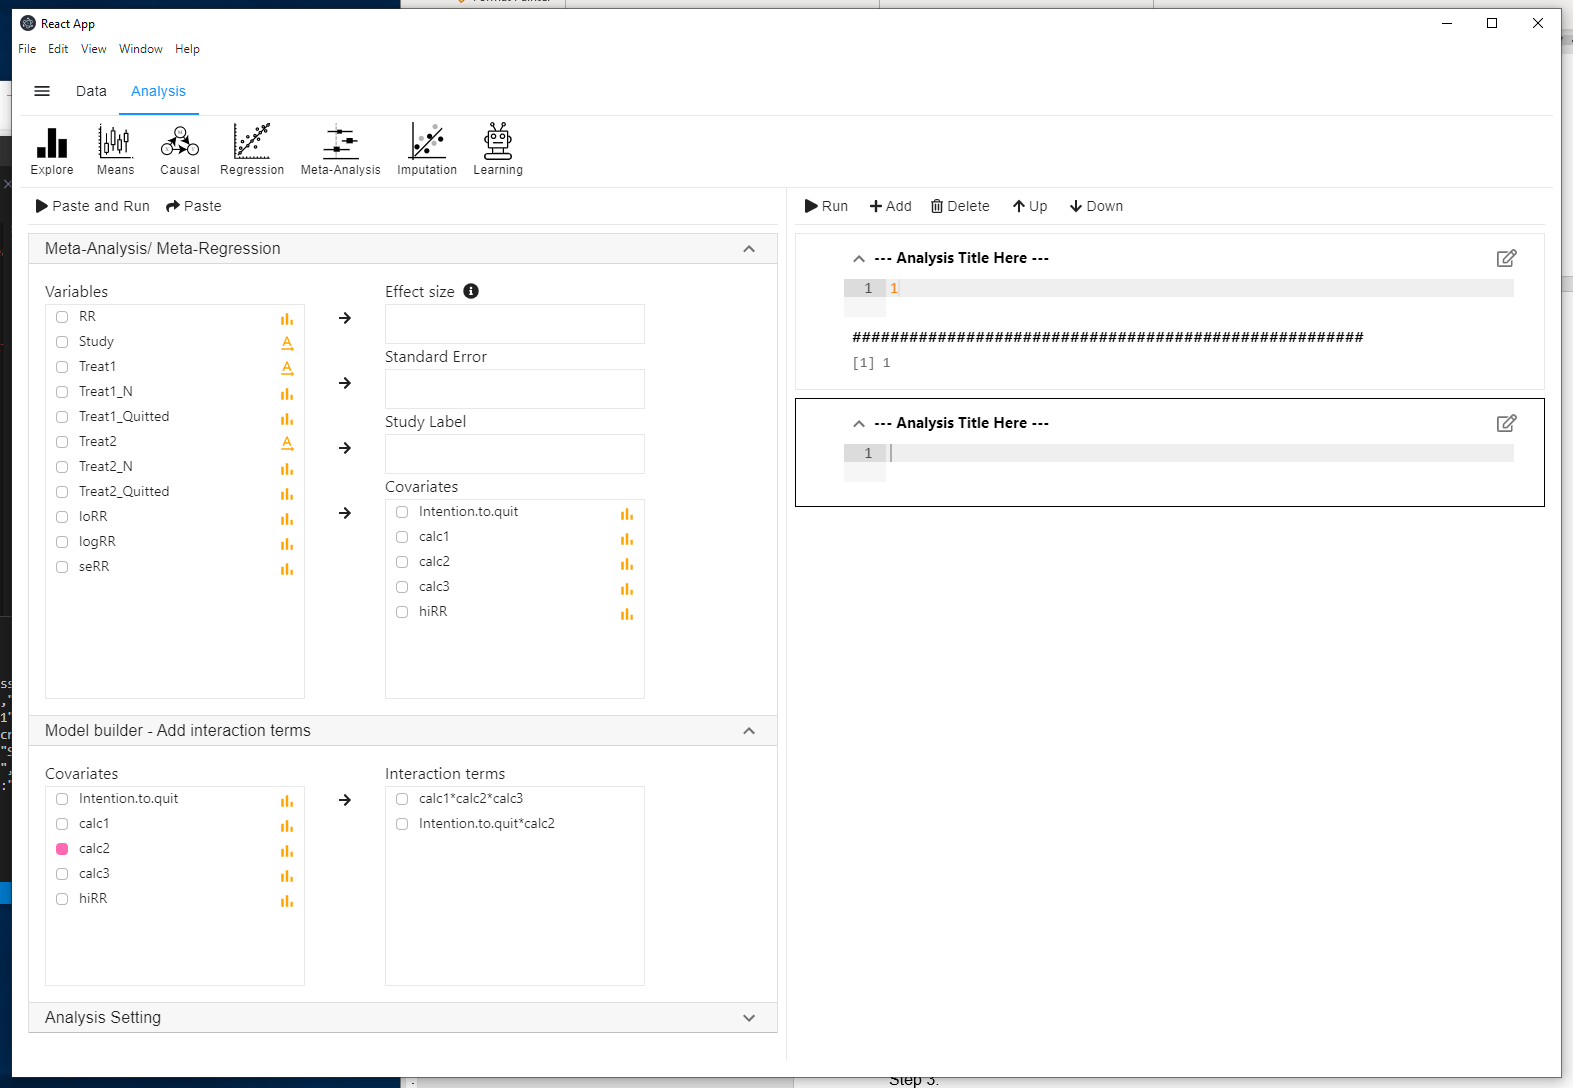 React App
File Edit View Window Help
Data Analysis
Explore Means Causal Regression Meta-Analysis Imputation Learning
Paste and Run Paste
Run Add Delete Up Down
Meta-Analysis/ Meta-Regression
Variables
RR
Study
Treat1
Treat1_N
Treat1_Quitted
Treat2
Treat2_N
Treat2_Quitted
loRR
logRR
seRR
Effect size
Standard Error
Study Label
Covariates
Intention.to.quit
calc1
calc2
calc3
hiRR
Model builder - Add interaction terms
Covariates
Intention.to.quit
calc1
calc2
calc3
hiRR
Interaction terms
calc1*calc2*calc3
Intention.to.quit*calc2
Analysis Setting
--- Analysis Title Here ---
1 1
######################################################
[1] 1
--- Analysis Title Here ---
1
Step 3.